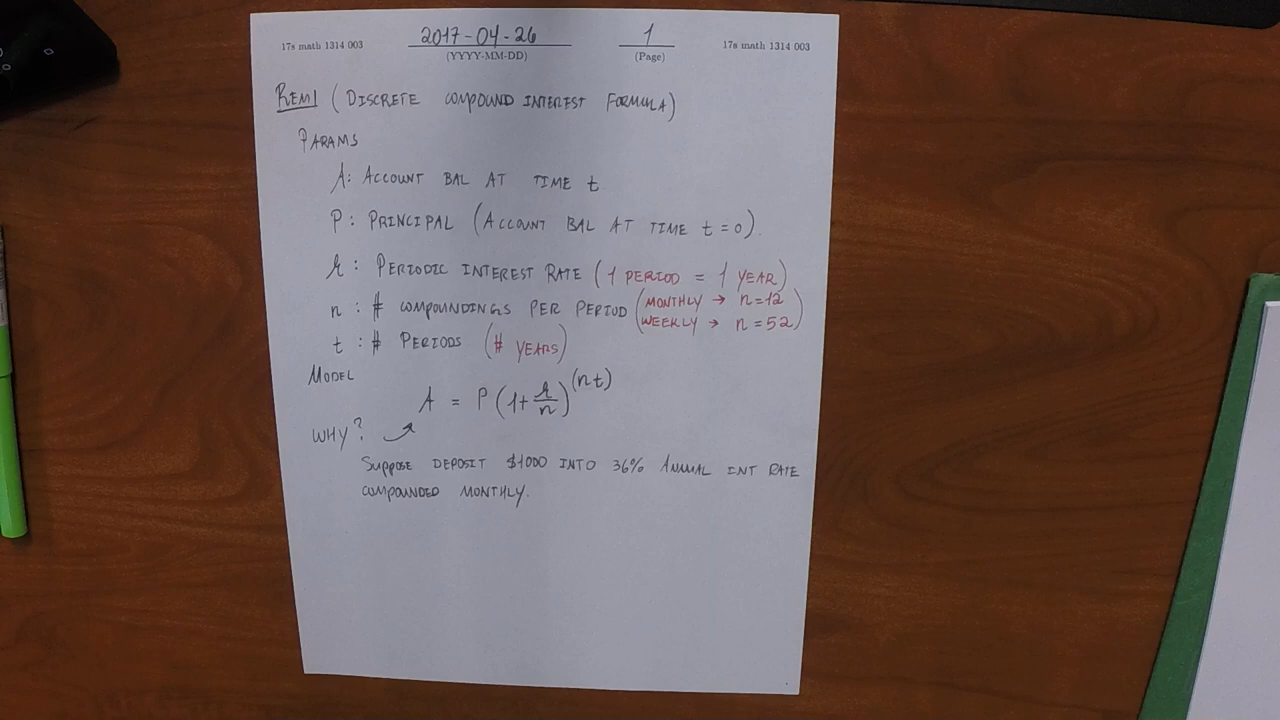 17s math 1314 003 2017-04-26 1 17s math 1314 003
(YYYY-MM-DD) (Page)
REM1 (DISCRETE COMPOUND INTEREST FORMULA)
PARAMS
A: ACCOUNT BAL AT TIME t
P: PRINCIPAL (ACCOUNT BAL AT TIME t=0).
r: PERIODIC INTEREST RATE (1 PERIOD = 1 YEAR)
n: # COMPOUNDINGS PER PERIOD (MONTHLY → n=12
WEEKLY → n=52)
t: # PERIODS (# YEARS)
MODEL
A = P(1+r/n)^(nt)
WHY?
SUPPOSE DEPOSIT $1000 INTO 36% ANNUAL INT RATE
COMPOUNDED MONTHLY.